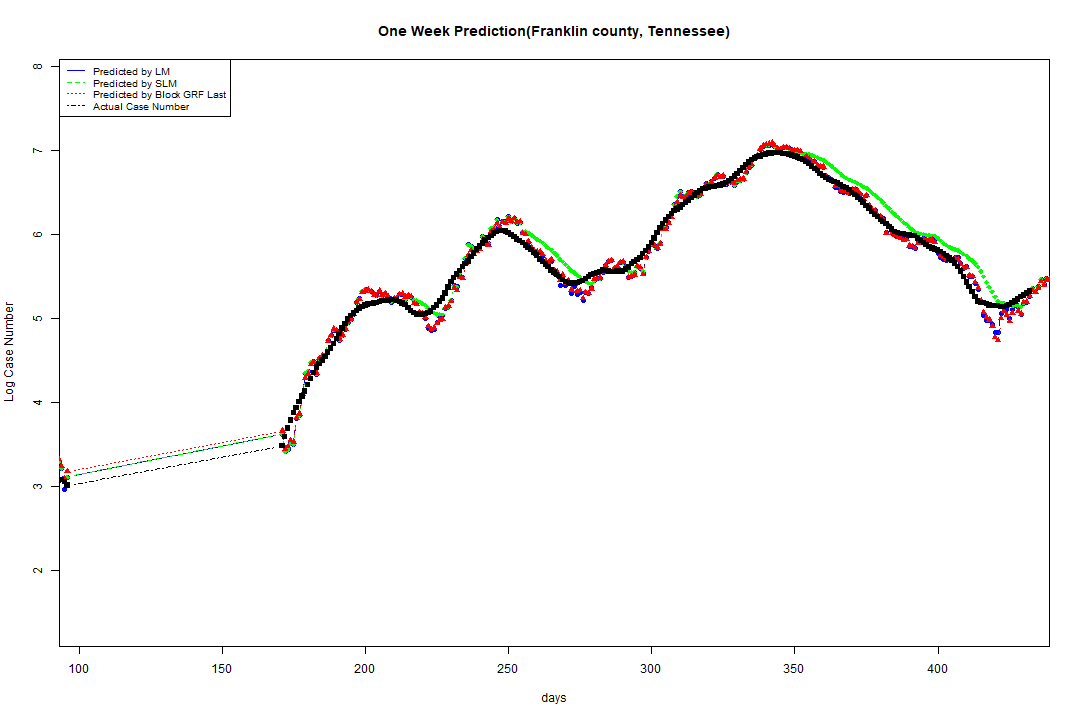 One Week Prediction(Franklin county, Tennessee)
Predicted by LM
Predicted by SLM
Predicted by Block GRF Last
Actual Case Number
8
7
6
5
4
3
2
Log Case Number
100 150 200 250 300 350 400
days